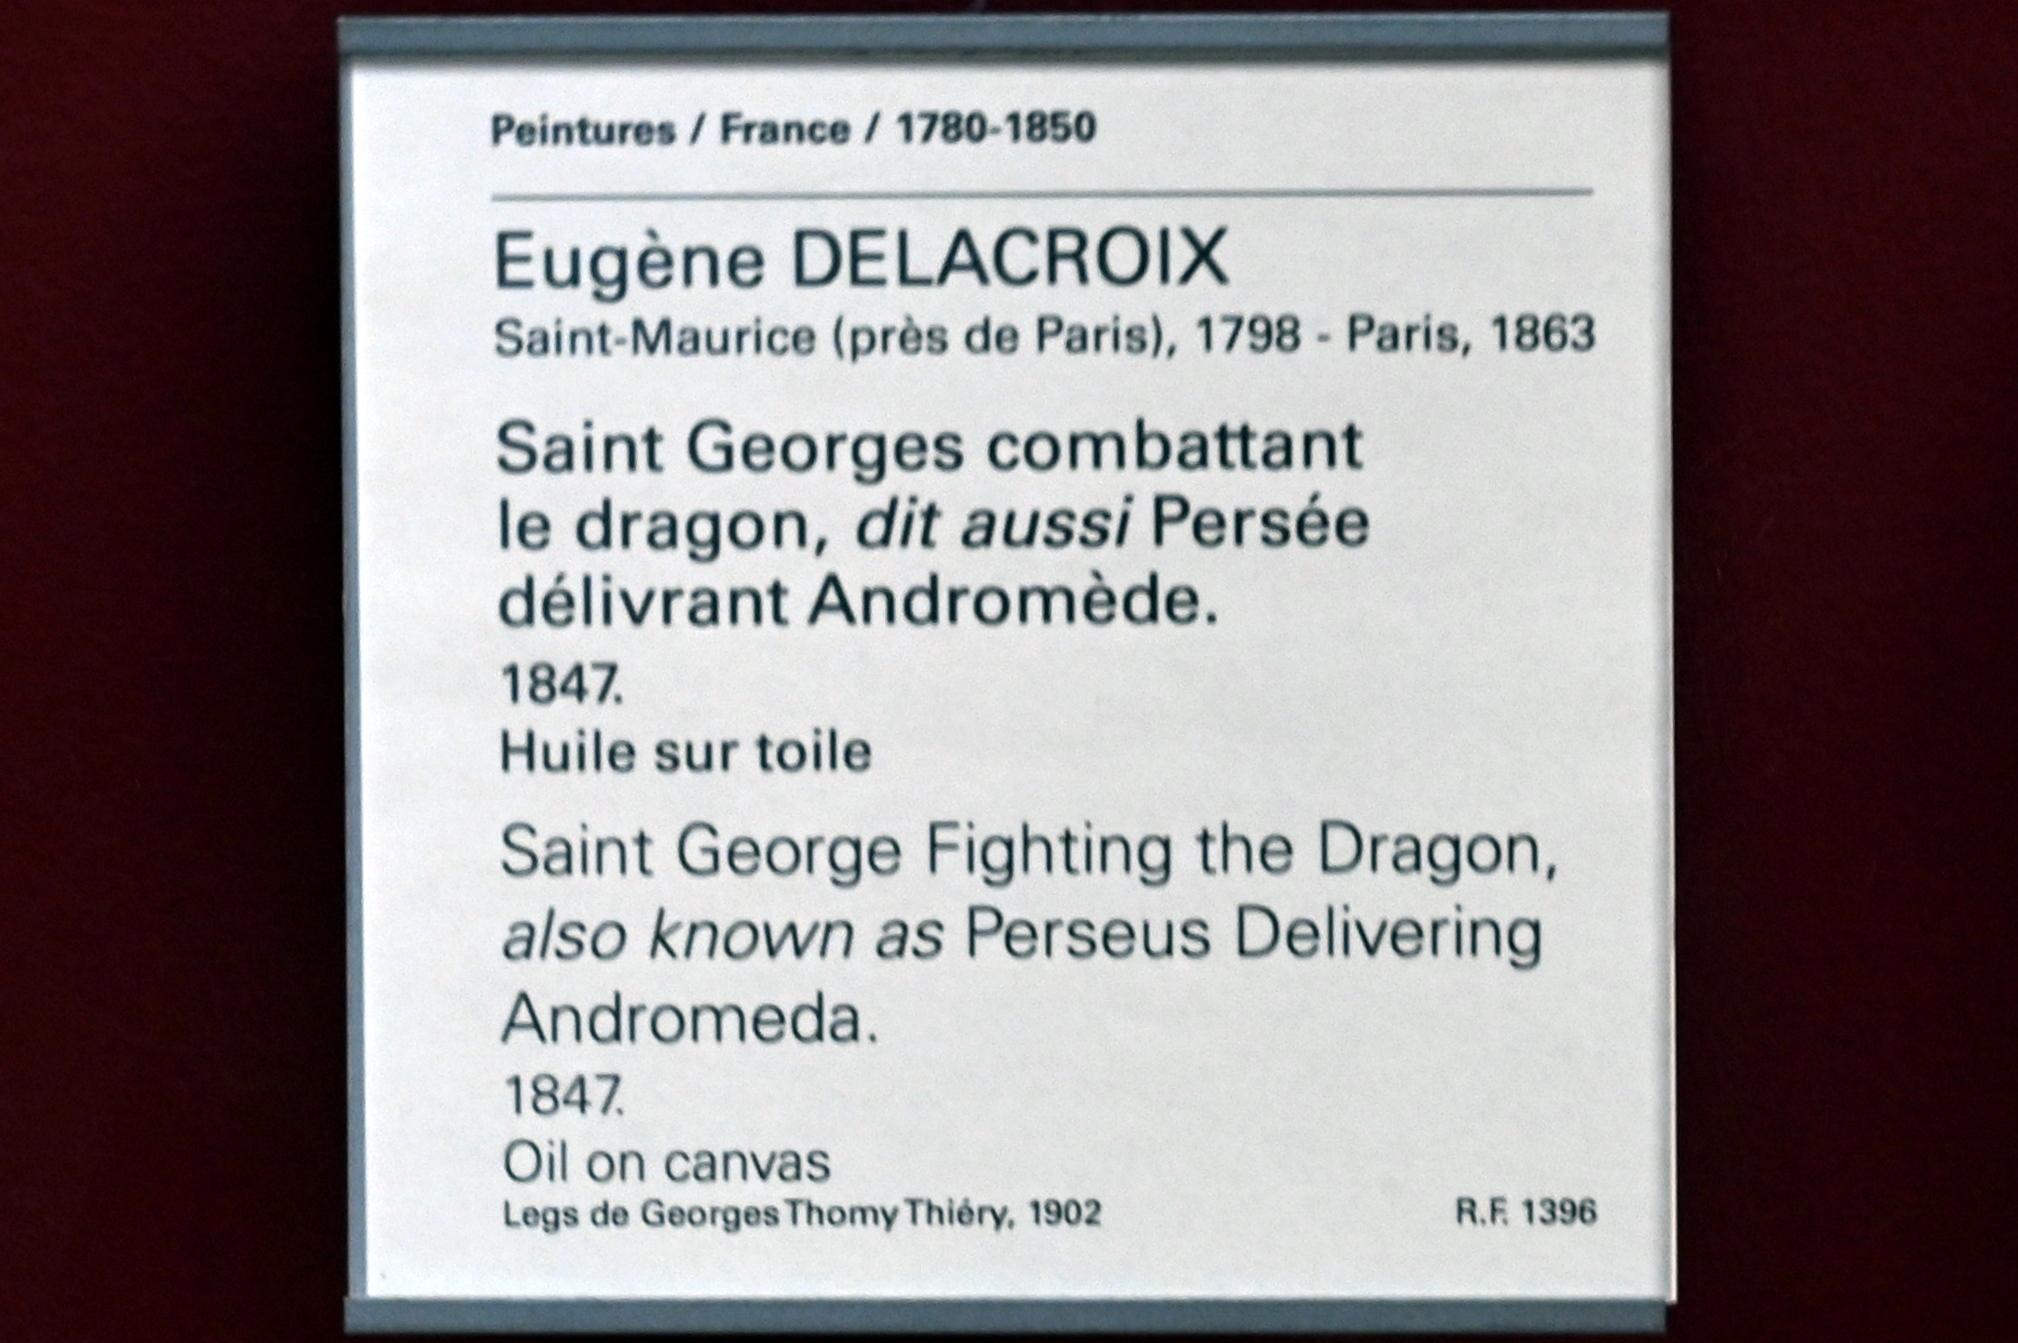 Peintures / France / 1780-1850
Eugène DELACROIX
Saint-Maurice (près de Paris), 1798 - Paris, 1863
Saint Georges combattant
le dragon, dit aussi Persée
délivrant Andromède.
1847.
Huile sur toile
Saint George Fighting the Dragon,
also known as Perseus Delivering
Andromeda.
1847.
Oil on canvas
Legs de Georges Thomy Thiéry, 1902
R.F. 1396